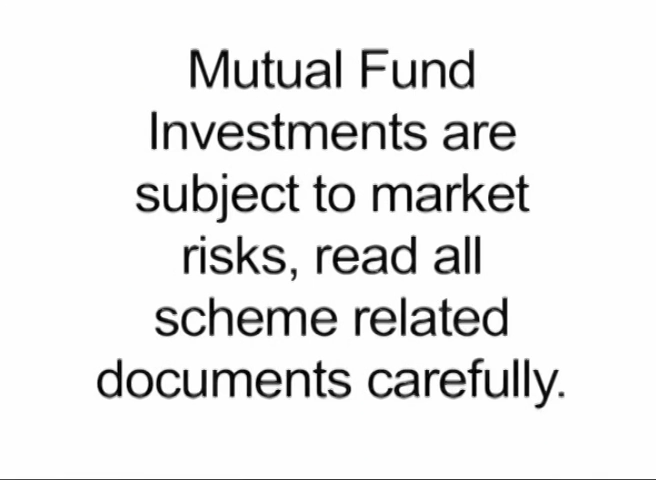 Mutual Fund
Investments are
subject to market
risks, read all
scheme related
documents carefully.